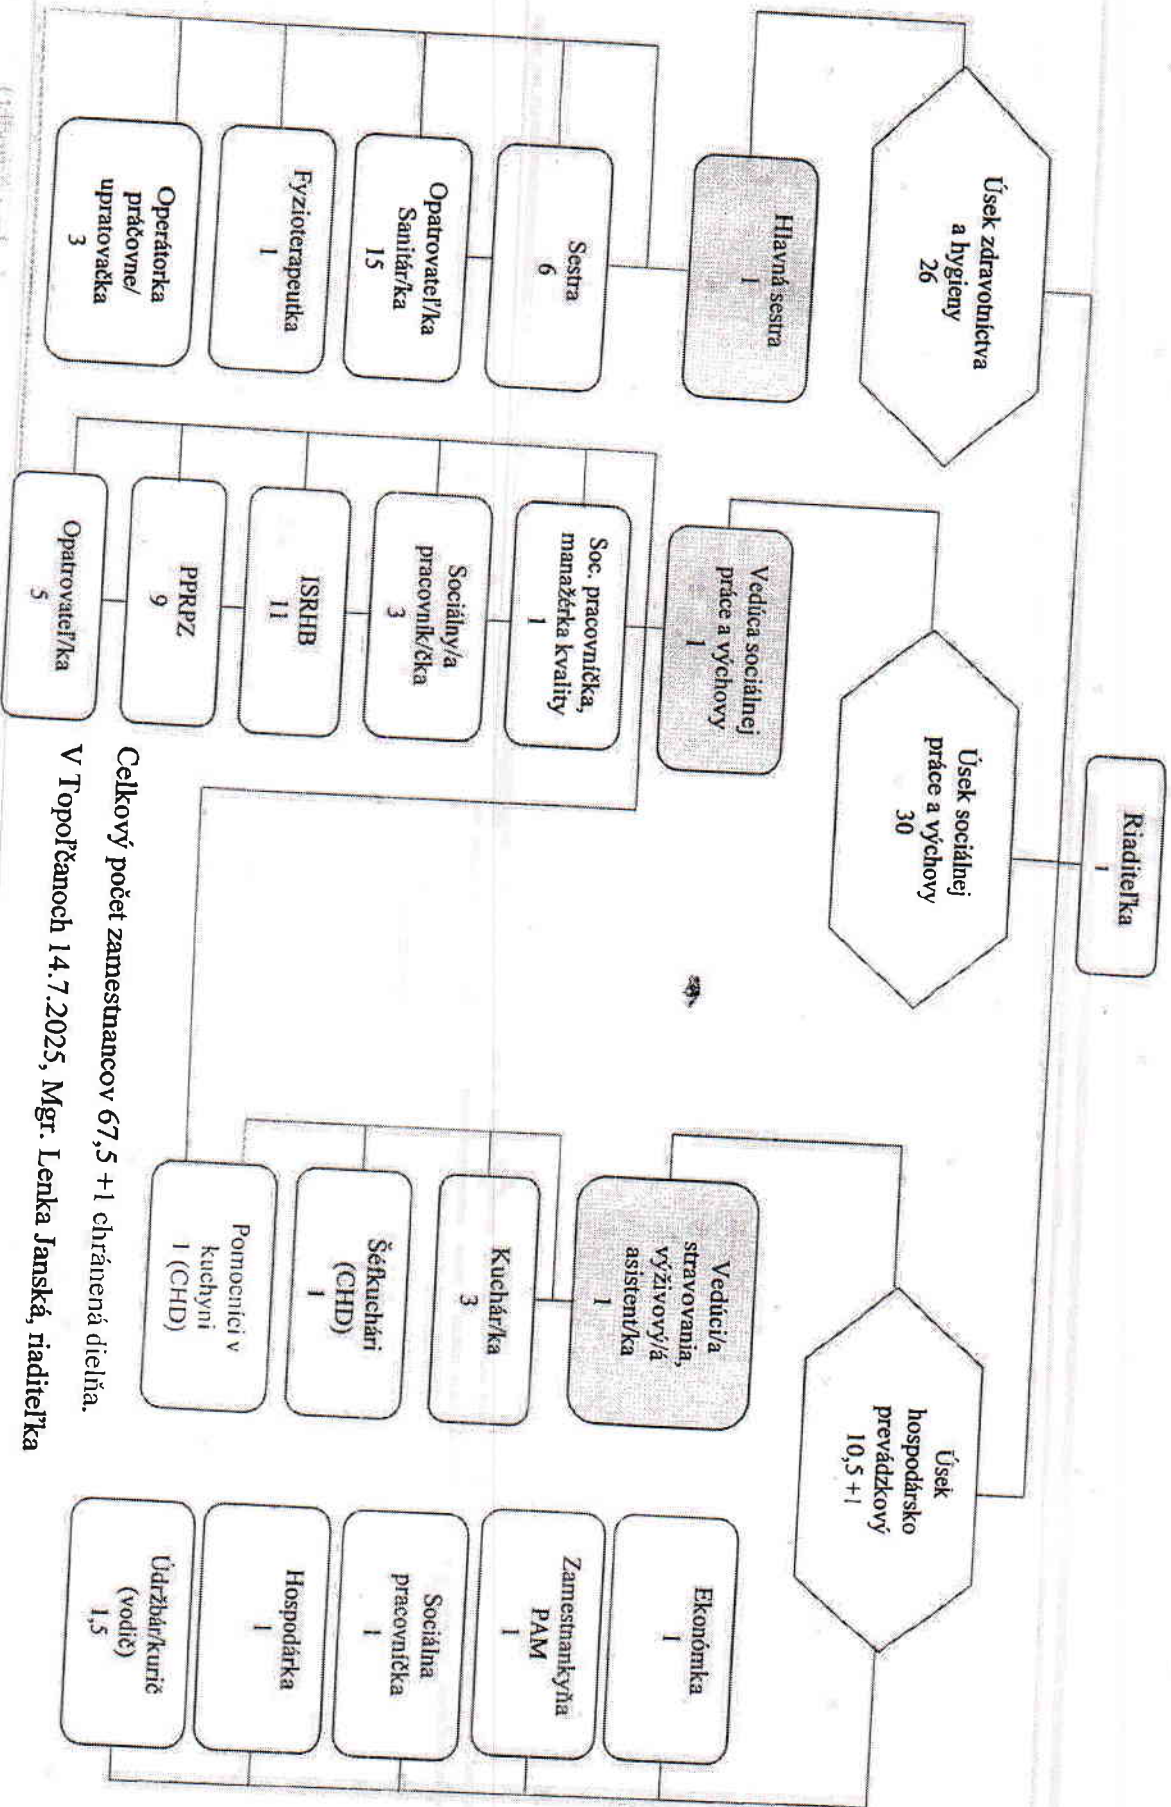 Riaditeľka
1
Úsek zdravotníctva
a hygieny
26
Hlavná sestra
1
Sestra
6
Opatrovateľ/ka
Sanitár/ka
15
Fyzioterapeutka
1
Operátorka
práčovne/
upratovačka
3
Úsek sociálnej
práce a výchovy
30
Vedúca sociálnej
práce a výchovy
1
Soc. pracovníčka,
manažérka kvality
1
Sociálny/a
pracovník/čka
3
ISRHB
11
PPRPZ
9
Opatrovateľ/ka
5
Úsek
hospodársko
prevádzkový
10,5 +1
Vedúci/a
stravovania,
výživový/á
asistent/ka
1
Kuchár/ka
3
Šéfkuchári
(CHD)
1
Pomocníci v
kuchyni
1 (CHD)
Ekonómka
1
Zamestnankyňa
PAM
1
Sociálna
pracovníčka
1
Hospodárka
1
Údržbár/kurič
(vodič)
1,5
Celkový počet zamestnancov 67,5 +1 chránená dielňa.
V Topoľčanoch 14.7.2025, Mgr. Lenka Janská, riaditeľka